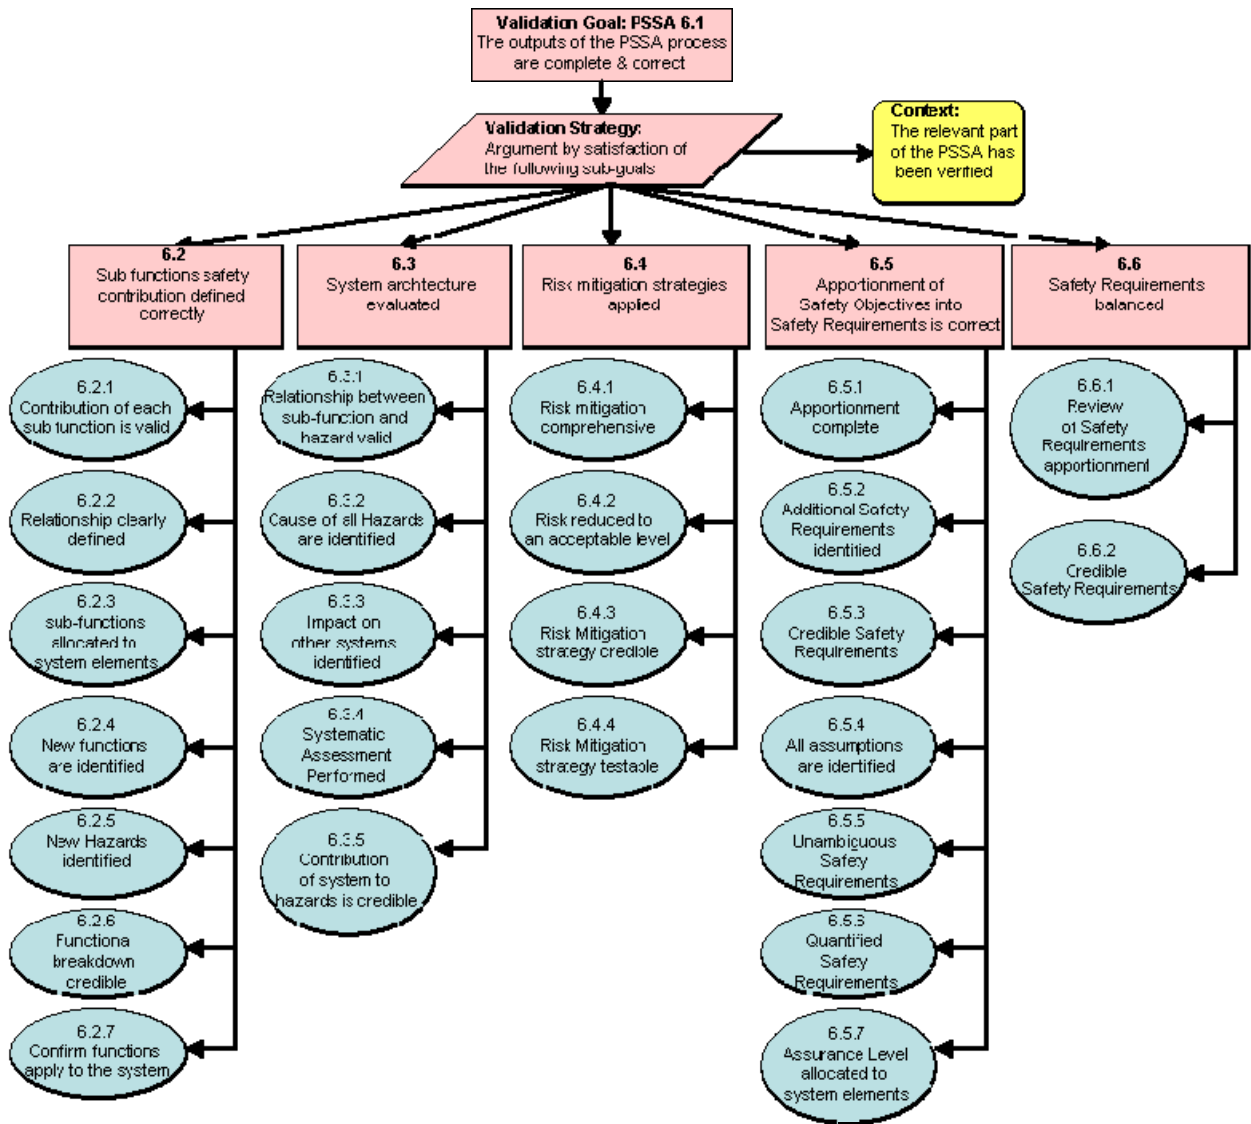 Validation Goal: PSSA 6.1
The outputs of the PSSA process
are complete & correct
Validation Strategy:
Argument by satisfaction of
the following sub-goals
Context:
The relevant part
of the PSSA has
been verified
6.2
Sub functions safety
contribution defined
correctly
6.3
System architecture
evaluated
6.4
Risk mitigation strategies
applied
6.5
Apportionment of
Safety Objectives into
Safety Requirements is correct
6.6
Safety Requirements
balanced
6.2.1
Contribution of each
sub function is valid
6.2.2
Relationship clearly
defined
6.2.3
sub-functions
allocated to
system elements
6.2.4
New functions
are identified
6.2.5
New Hazards
identified
6.2.6
Functiona
breakdown
credible
6.2.7
Confirm functions
apply to the system
6.3.1
Relationship between
sub-function and
hazard valid
6.3.2
Cause of all Hazards
are identified
6.3.3
Impact on
other systems
identified
6.3.4
Systematic
Assessment
Performed
6.3.5
Contribution
of system to
hazards is credible
6.4.1
Risk mitigation
comprehensive
6.4.2
Risk reduced to
an acceptable level
6.4.3
Risk Mitigation
strategy credible
6.4.4
Risk Mitigation
strategy testable
6.5.1
Apportionment
complete
6.5.2
Additional Safety
Requirements
identified
6.5.3
Credible Safety
Requirements
6.5.4
All assumptions
are identified
6.5.5
Unambiguous
Safety
Requirements
6.5.6
Quantified
Safety
Requirements
6.5.7
Assurance Level
allocated to
system elements
6.6.1
Review
of Safety
Requirements
apportionment
6.6.2
Credible
Safety Requirements